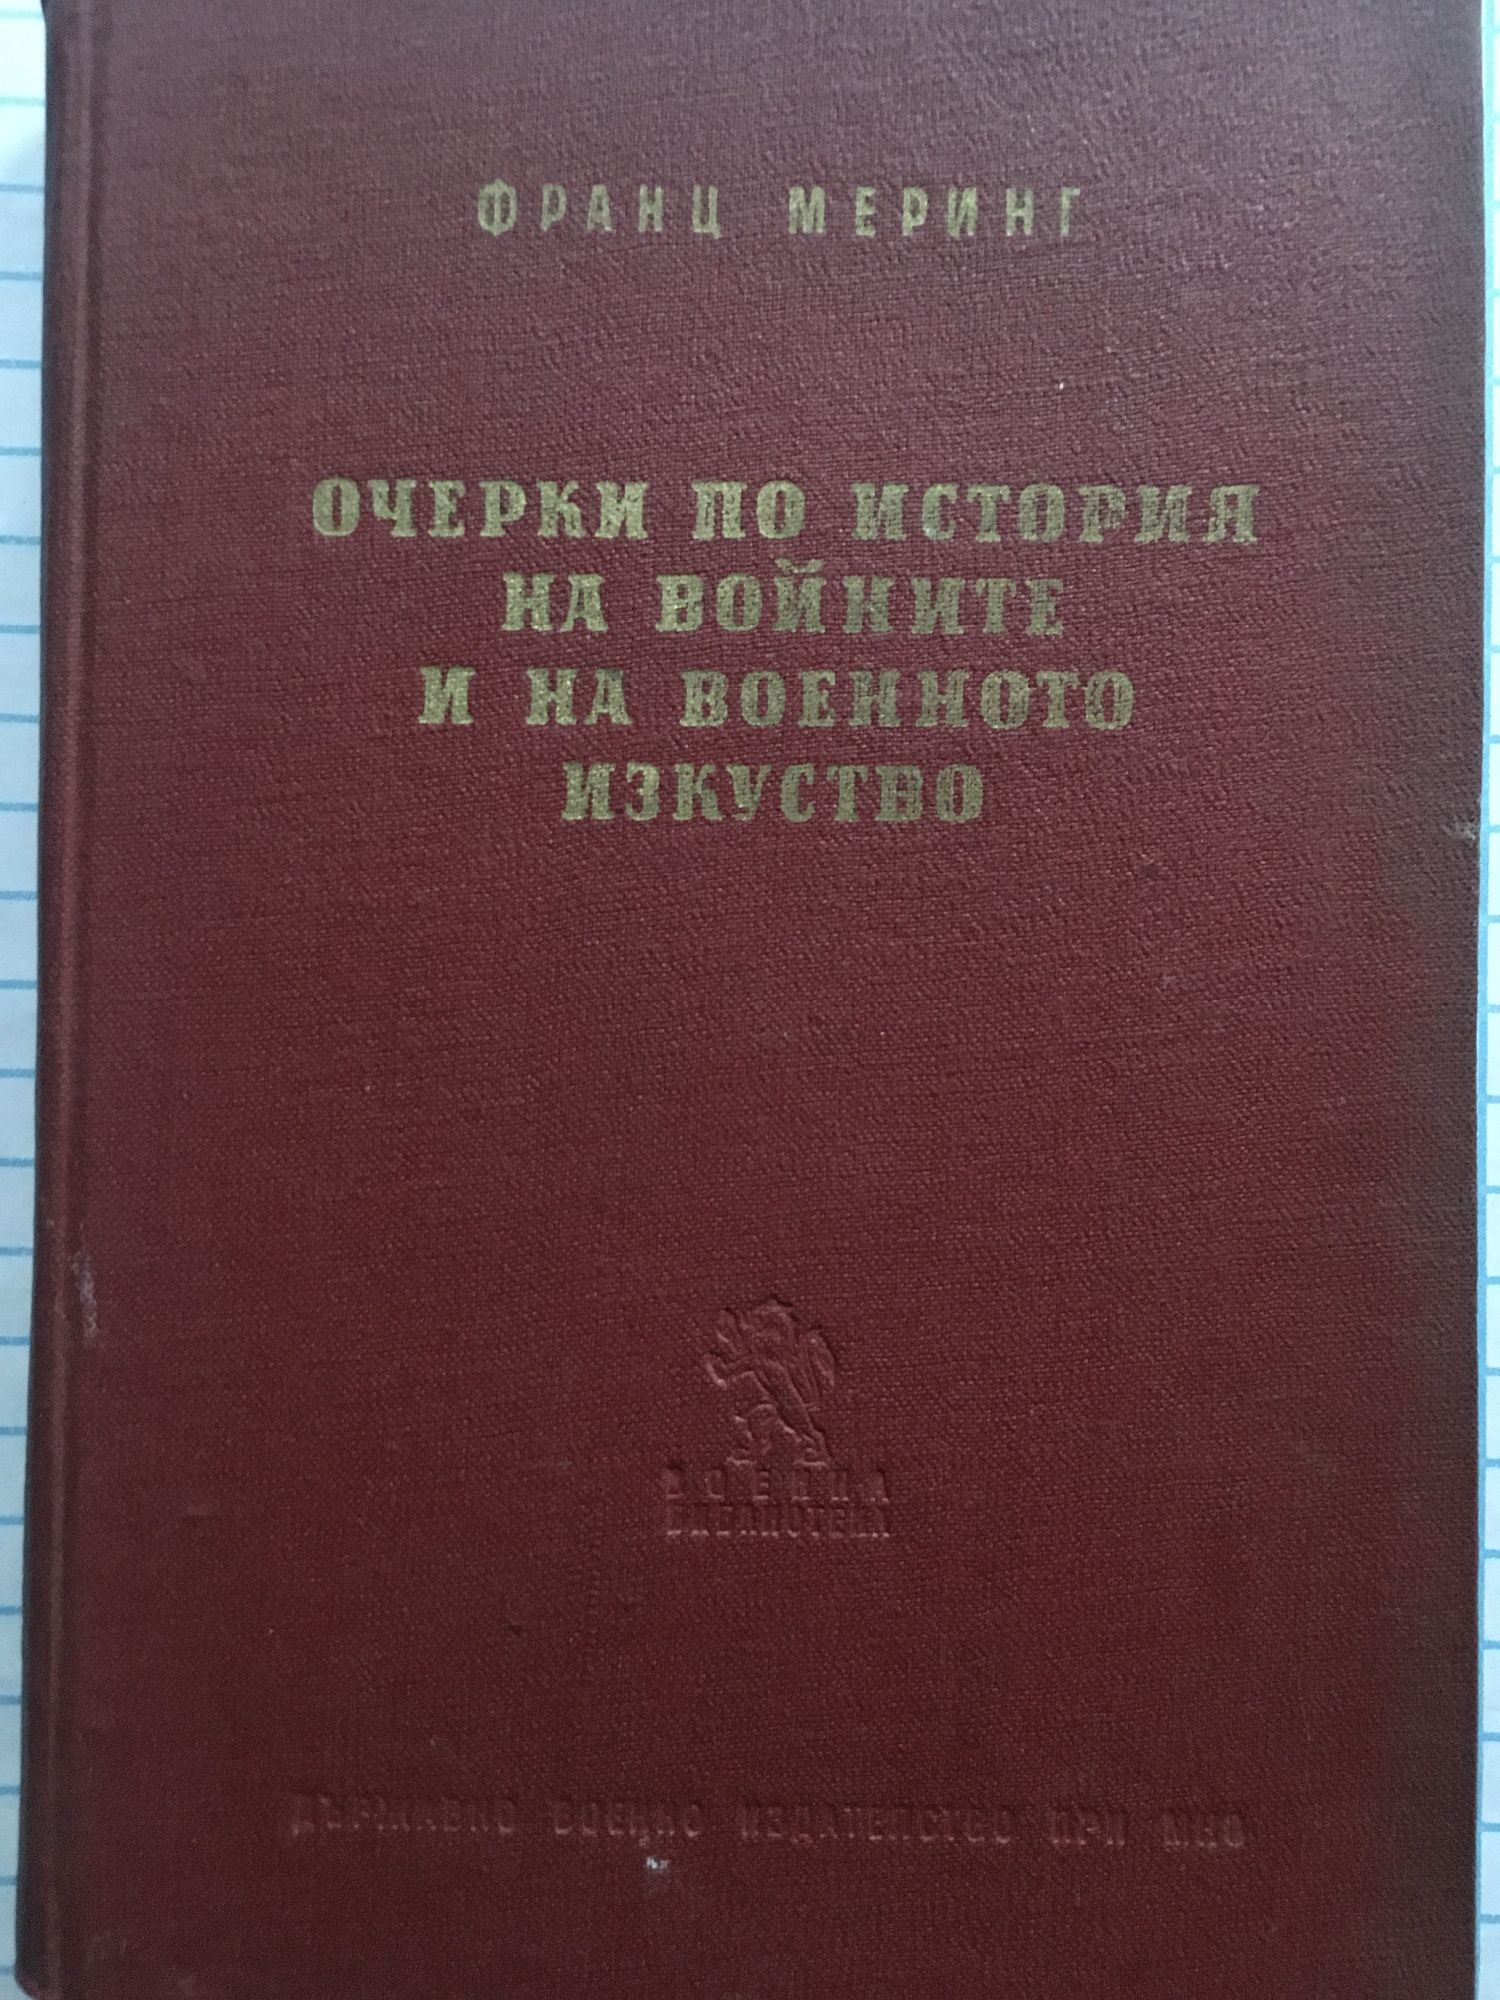 ФРАНЦ МЕРИНГ
ОЧЕРКИ ПО ИСТОРИЯ
НА ВОЙНИТЕ
И НА ВОЕННОТО
ИЗКУСТВО
ВОЕННА
БИБЛИОТЕКА
ДЪРЖАВНО ВОЕННО ИЗДАТЕЛСТВО ПРИ МНО